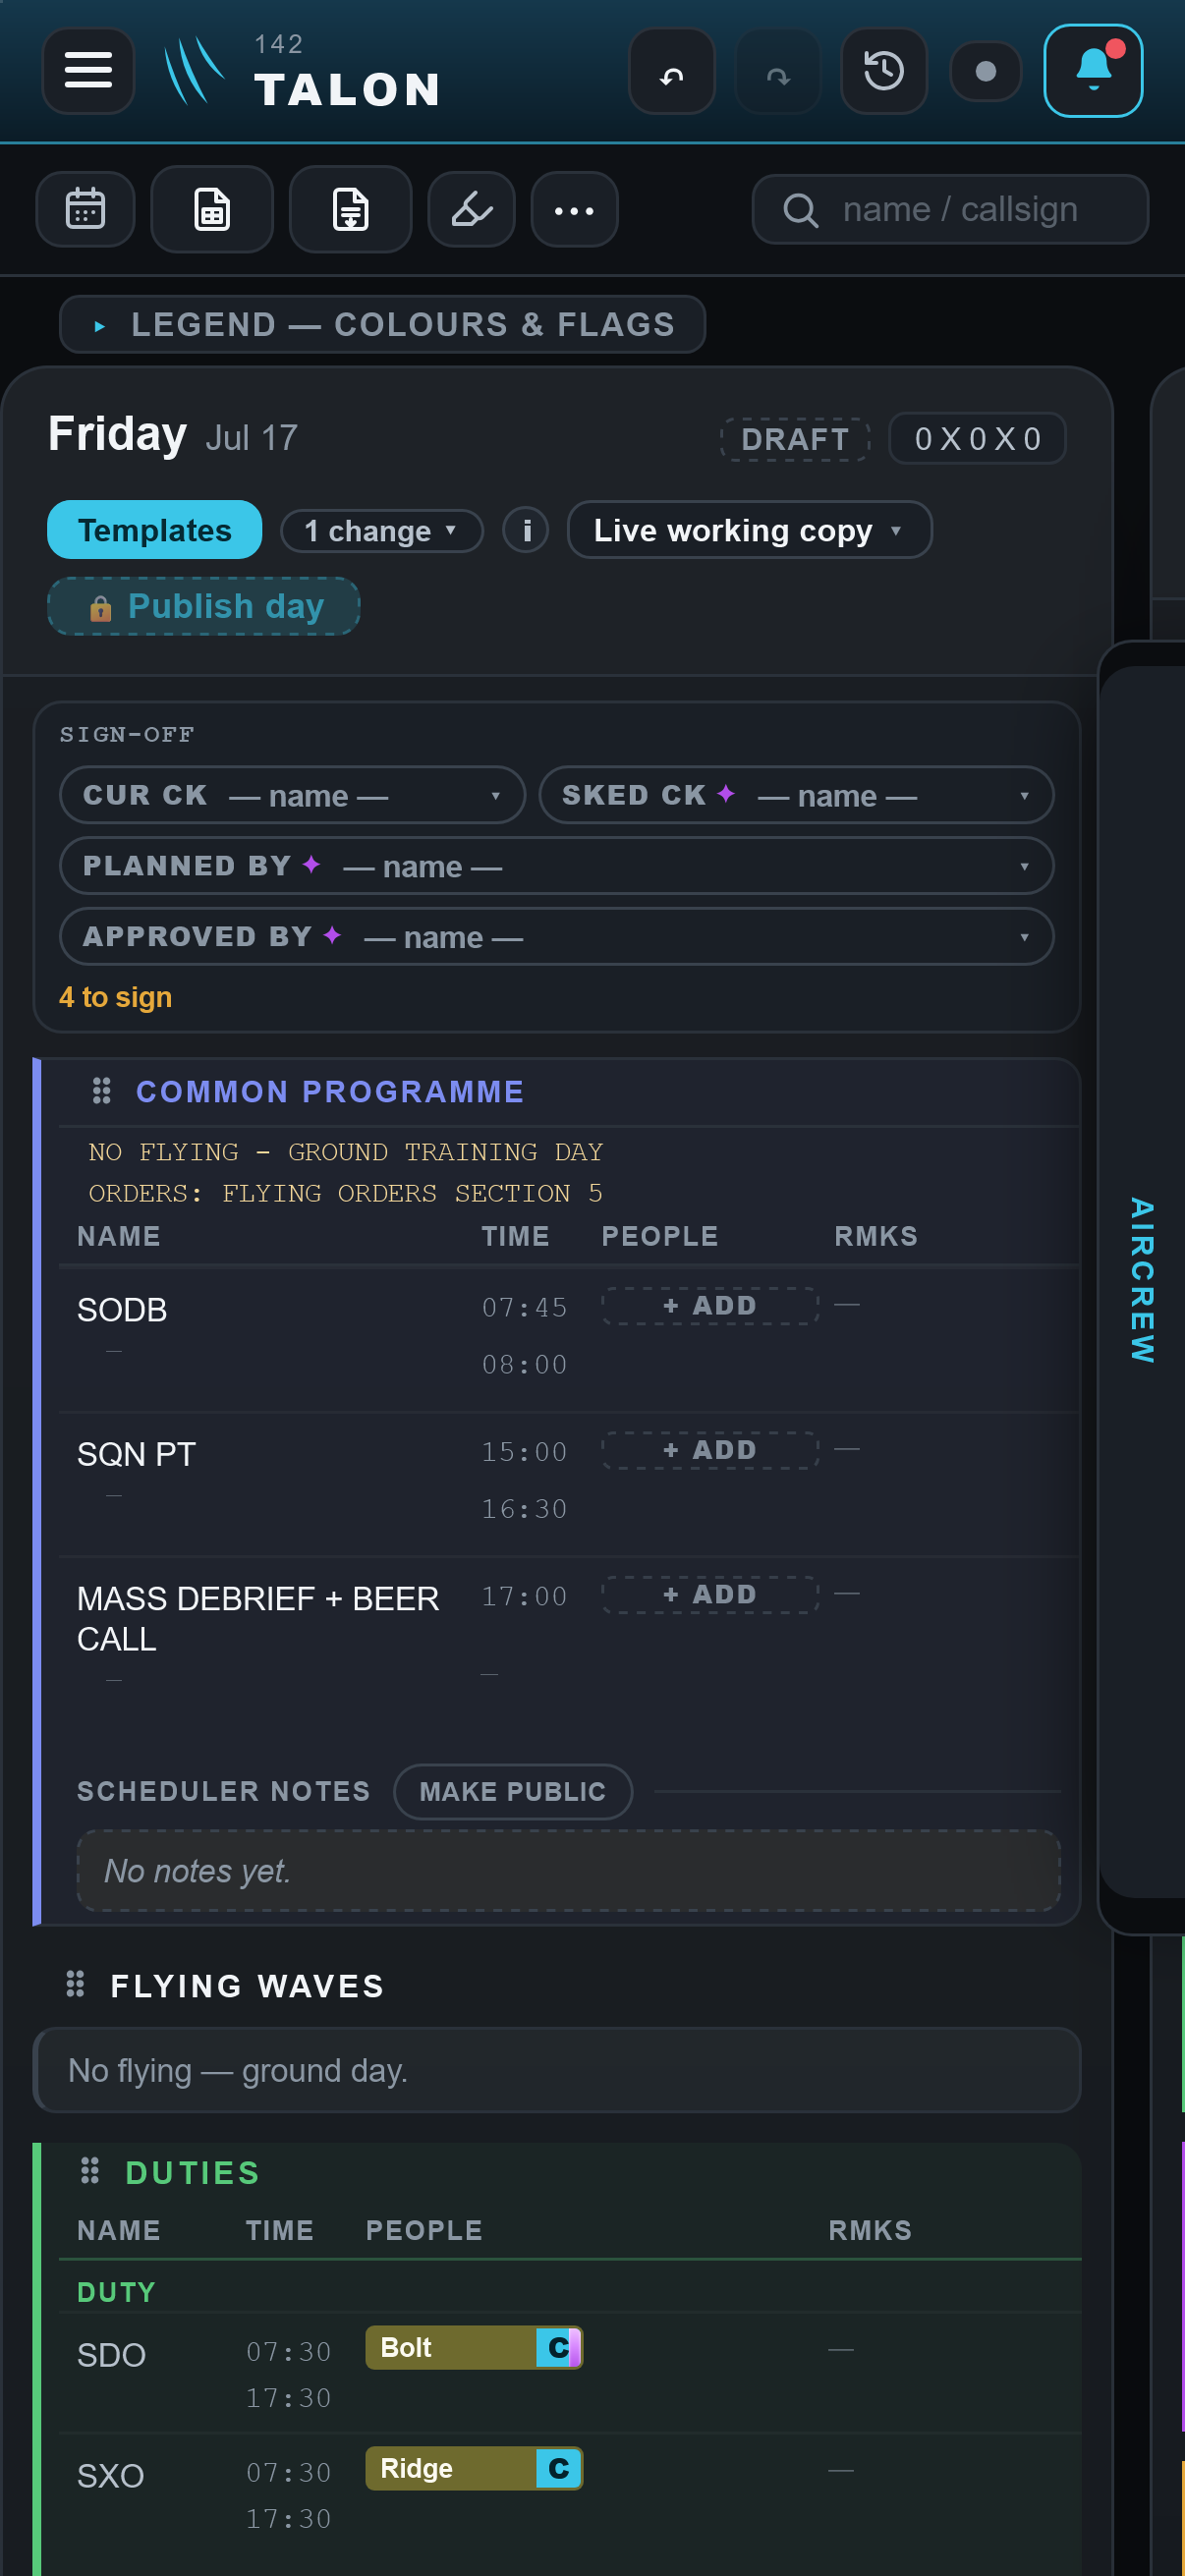 142
TALON
name / callsign
▸ LEGEND — COLOURS & FLAGS
Friday Jul 17
DRAFT
0 X 0 X 0
Templates
1 change ▾
i
Live working copy ▾
🔒 Publish day
SIGN-OFF
CUR CK — name — ▾
SKED CK ✦ — name — ▾
PLANNED BY ✦ — name — ▾
APPROVED BY ✦ — name — ▾
4 to sign
COMMON PROGRAMME
NO FLYING - GROUND TRAINING DAY
ORDERS: FLYING ORDERS SECTION 5
NAME TIME PEOPLE RMKS
SODB 07:45 + ADD —
— 08:00
SQN PT 15:00 + ADD —
— 16:30
MASS DEBRIEF + BEER 17:00 + ADD —
CALL
— —
SCHEDULER NOTES MAKE PUBLIC
No notes yet.
AIRCREW
FLYING WAVES
No flying — ground day.
DUTIES
NAME TIME PEOPLE RMKS
DUTY
SDO 07:30 Bolt C —
17:30
SXO 07:30 Ridge C —
17:30